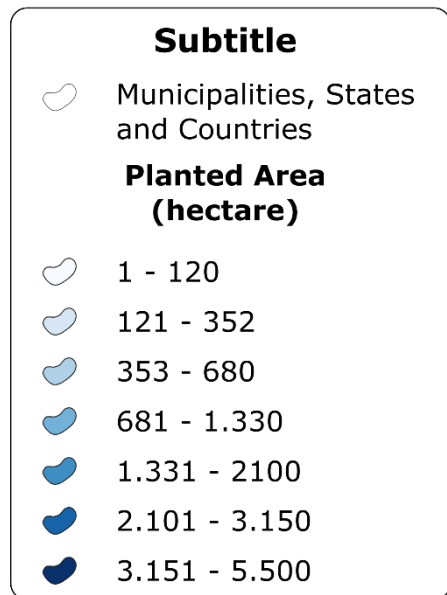 Subtitle
Municipalities, States
and Countries
Planted Area
(hectare)
1 - 120
121 - 352
353 - 680
681 - 1.330
1.331 - 2100
2.101 - 3.150
3.151 - 5.500